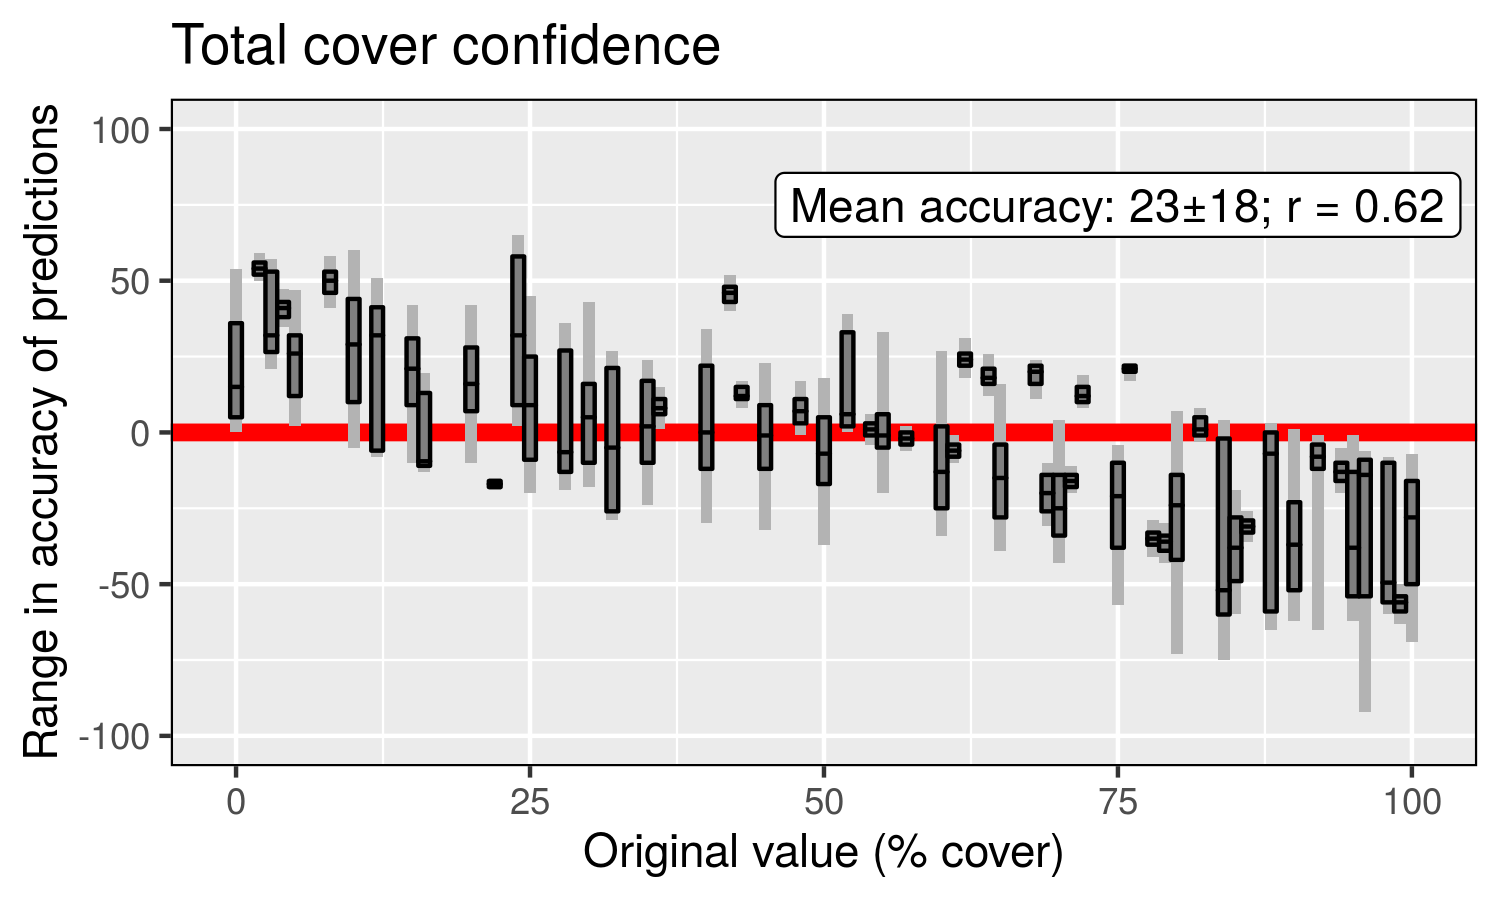 Total cover confidence
Range in accuracy of predictions
100
50
0
-50
-100
Mean accuracy: 23±18; r = 0.62
0
25
50
75
100
Original value (% cover)